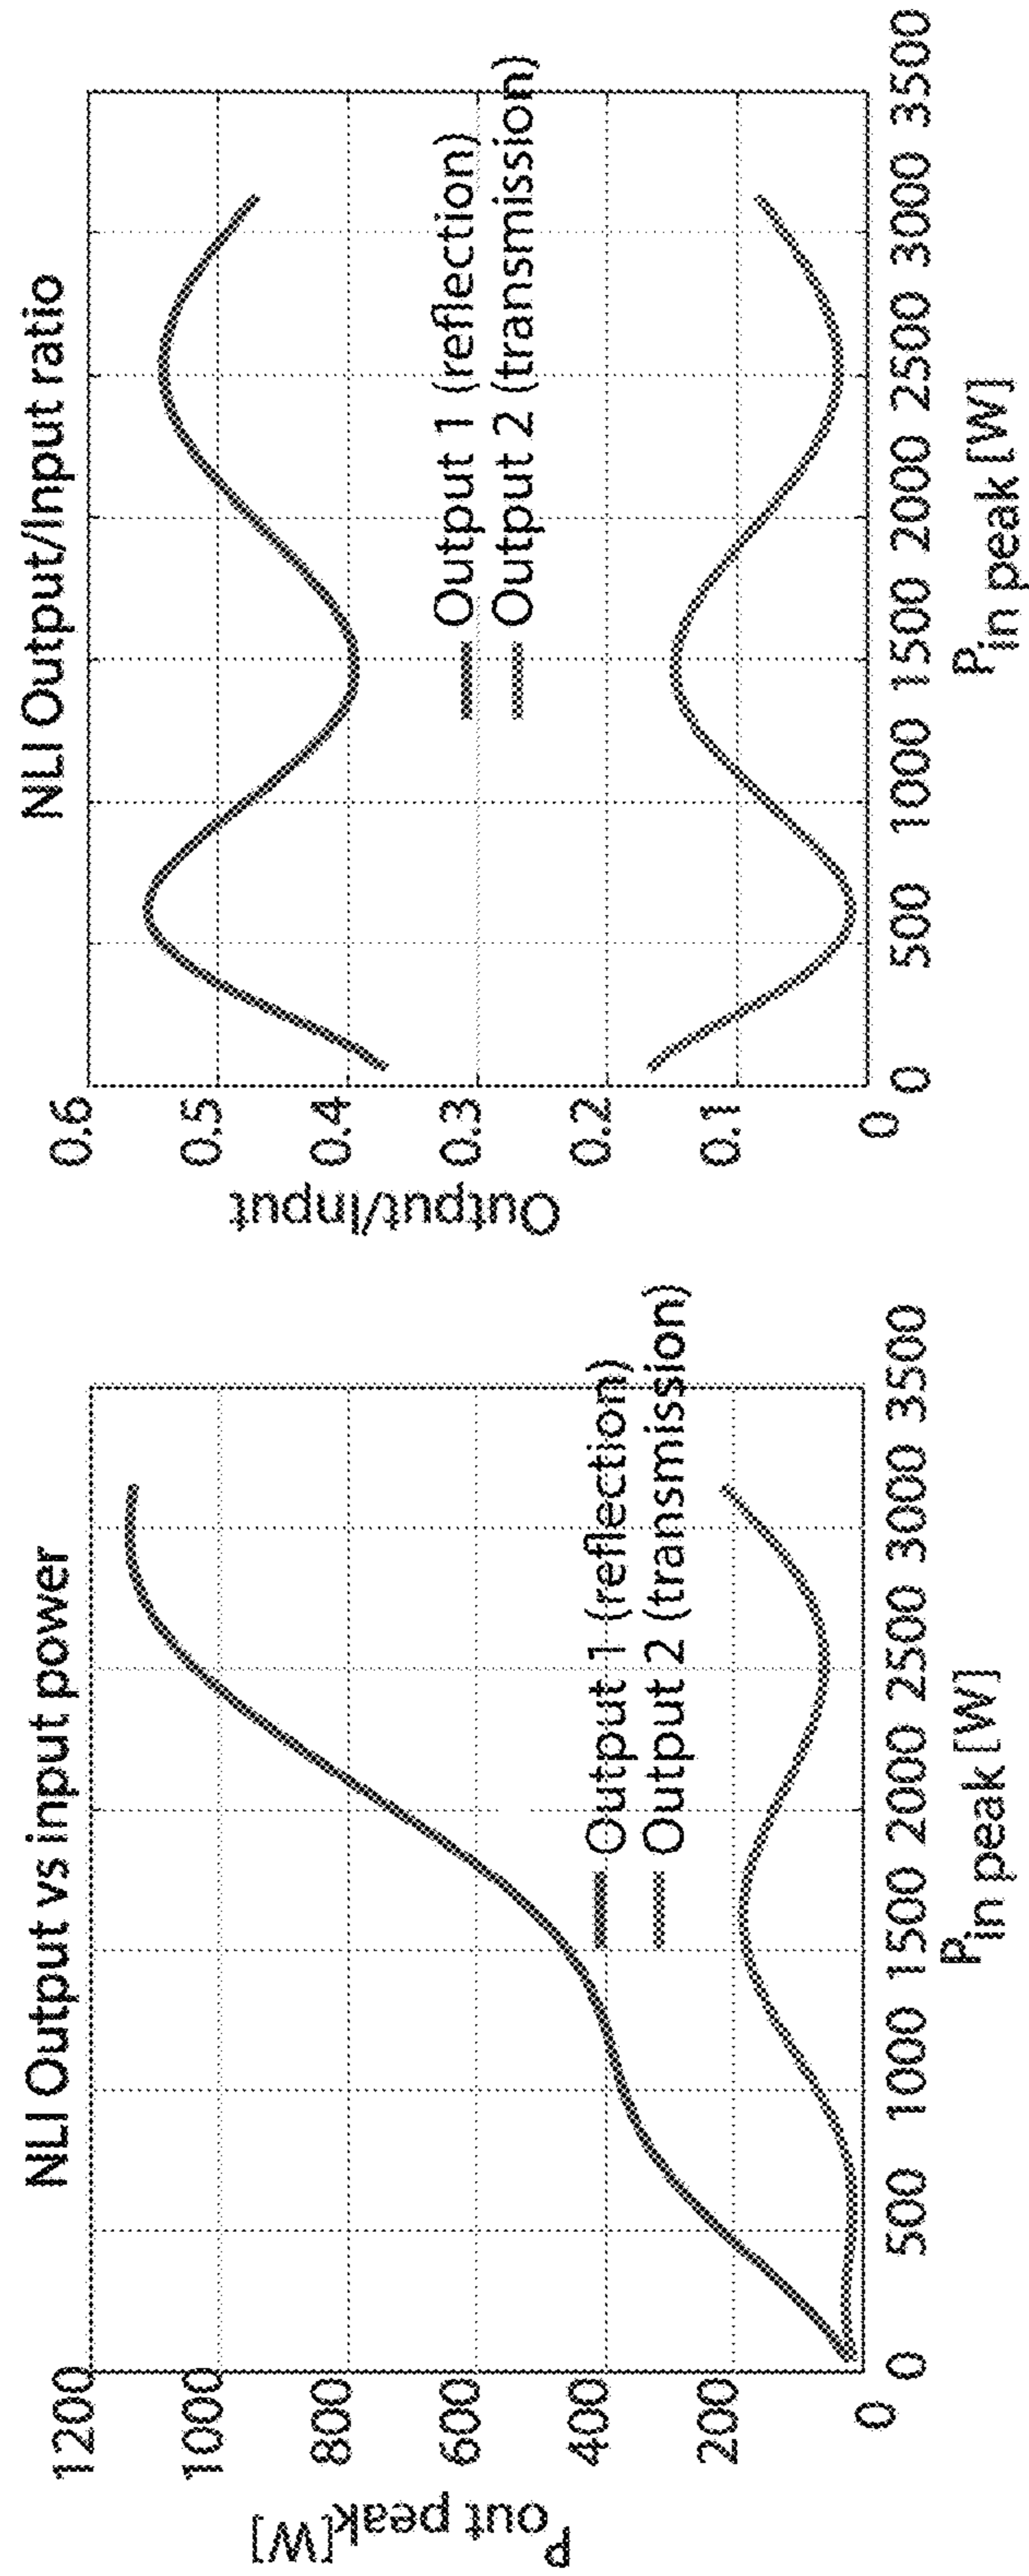 NLI Output vs input power
P out peak[W]
1200
1000
800
600
400
200
0
Output 1 (reflection)
Output 2 (transmission)
0 500 1000 1500 2000 2500 3000 3500
P in peak [W]
NLI Output/Input ratio
Output/Input
0.6
0.5
0.4
0.3
0.2
0.1
0
Output 1 (reflection)
Output 2 (transmission)
0 500 1000 1500 2000 2500 3000 3500
P in peak [W]